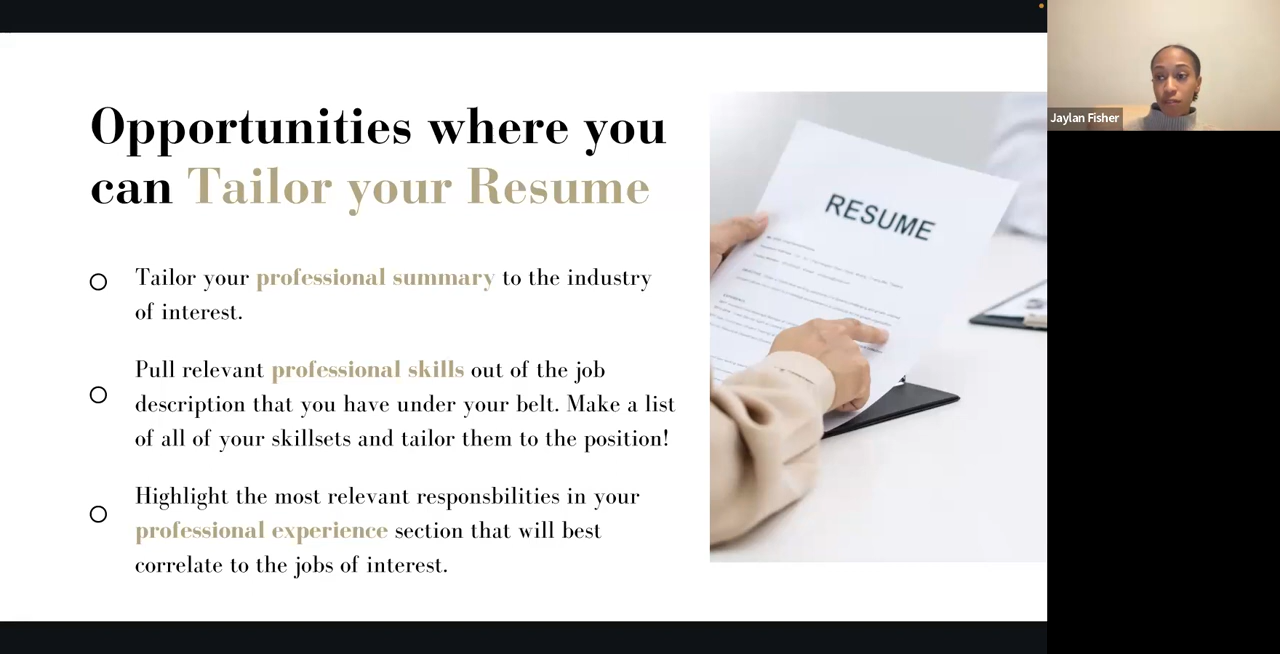 Opportunities where you
can Tailor your Resume
Tailor your professional summary to the industry
of interest.
Pull relevant professional skills out of the job
description that you have under your belt. Make a list
of all of your skillsets and tailor them to the position!
Highlight the most relevant responsbilities in your
professional experience section that will best
correlate to the jobs of interest.
RESUME
Jaylan Fisher